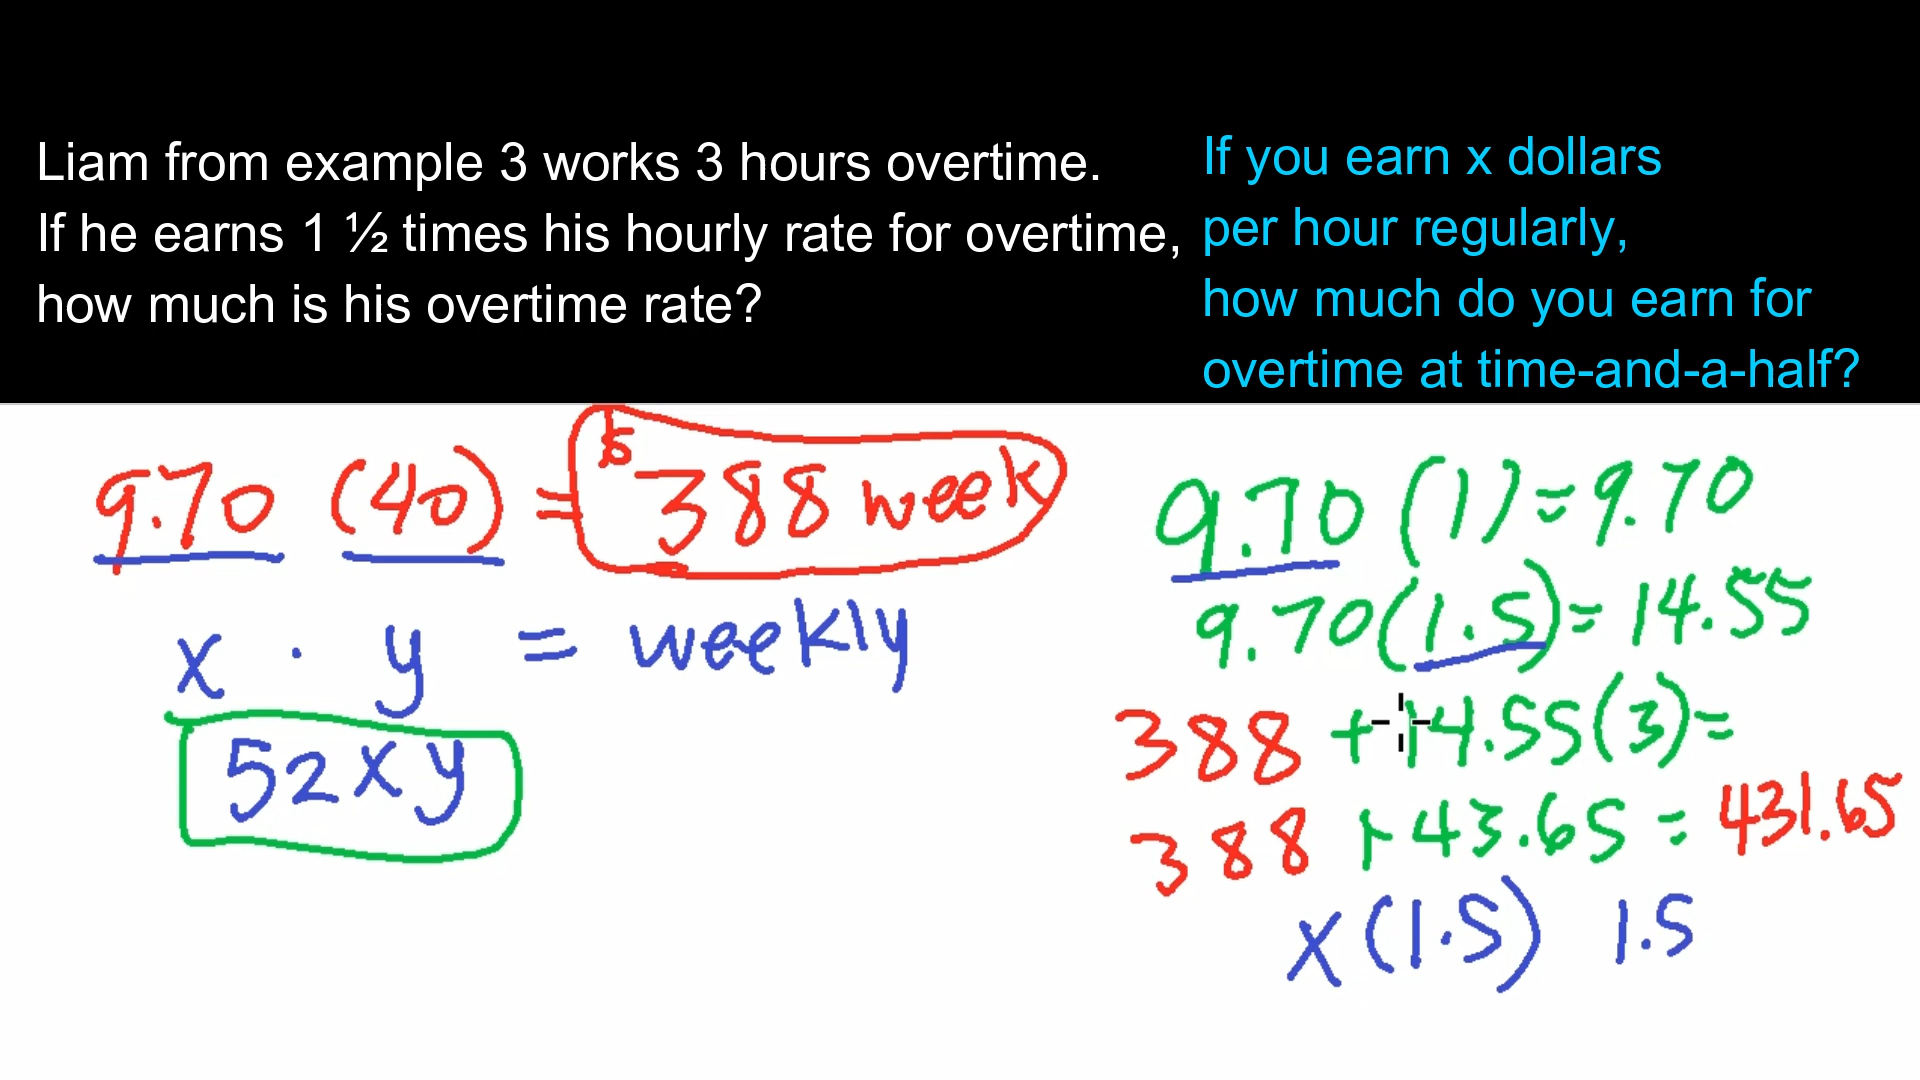 Liam from example 3 works 3 hours overtime.
If he earns 1 ½ times his hourly rate for overtime,
how much is his overtime rate?
If you earn x dollars
per hour regularly,
how much do you earn for
overtime at time-and-a-half?
9.70 (40) = $388 week
x · y = weekly
52xy
9.70 (1) = 9.70
9.70 (1.5) = 14.55
388 + 14.55 (3) =
388 + 43.65 = 431.65
x (1.5) 1.5